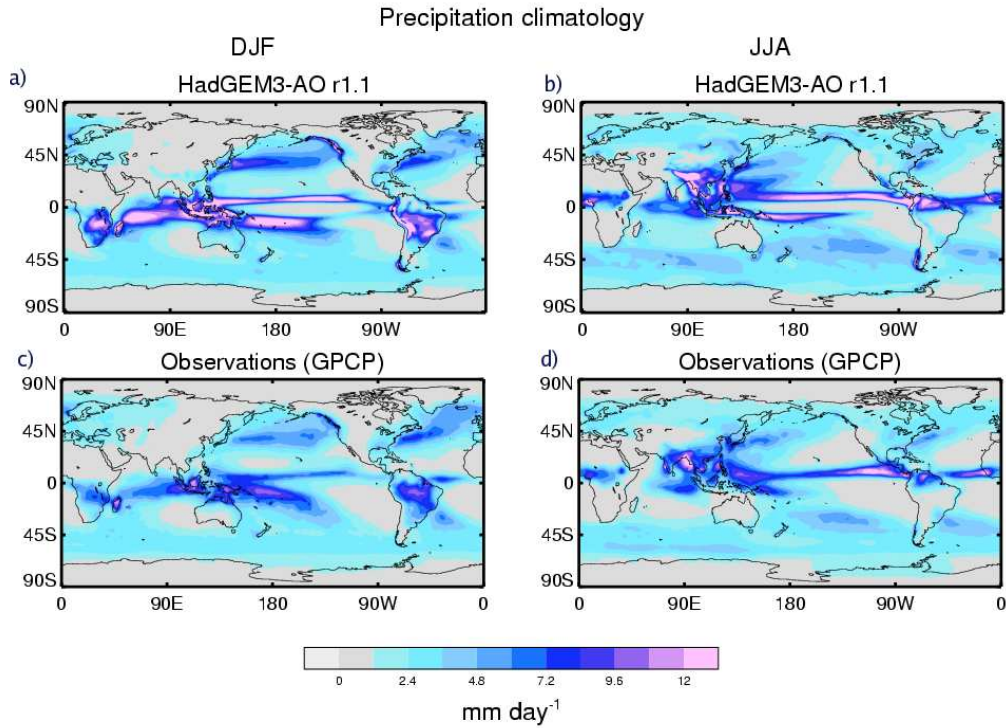 Precipitation climatology
DJF
JJA
a)
HadGEM3-AO r1.1
b)
HadGEM3-AO r1.1
90N
45N
0
45S
90S
0
90E
180
90W
90N
45N
0
45S
90S
0
90E
180
90W
c)
Observations (GPCP)
d)
Observations (GPCP)
90N
45N
0
45S
90S
0
90E
180
90W
0
90N
45N
0
45S
90S
0
90E
180
90W
0
0
2.4
4.8
7.2
9.6
12
mm day⁻¹